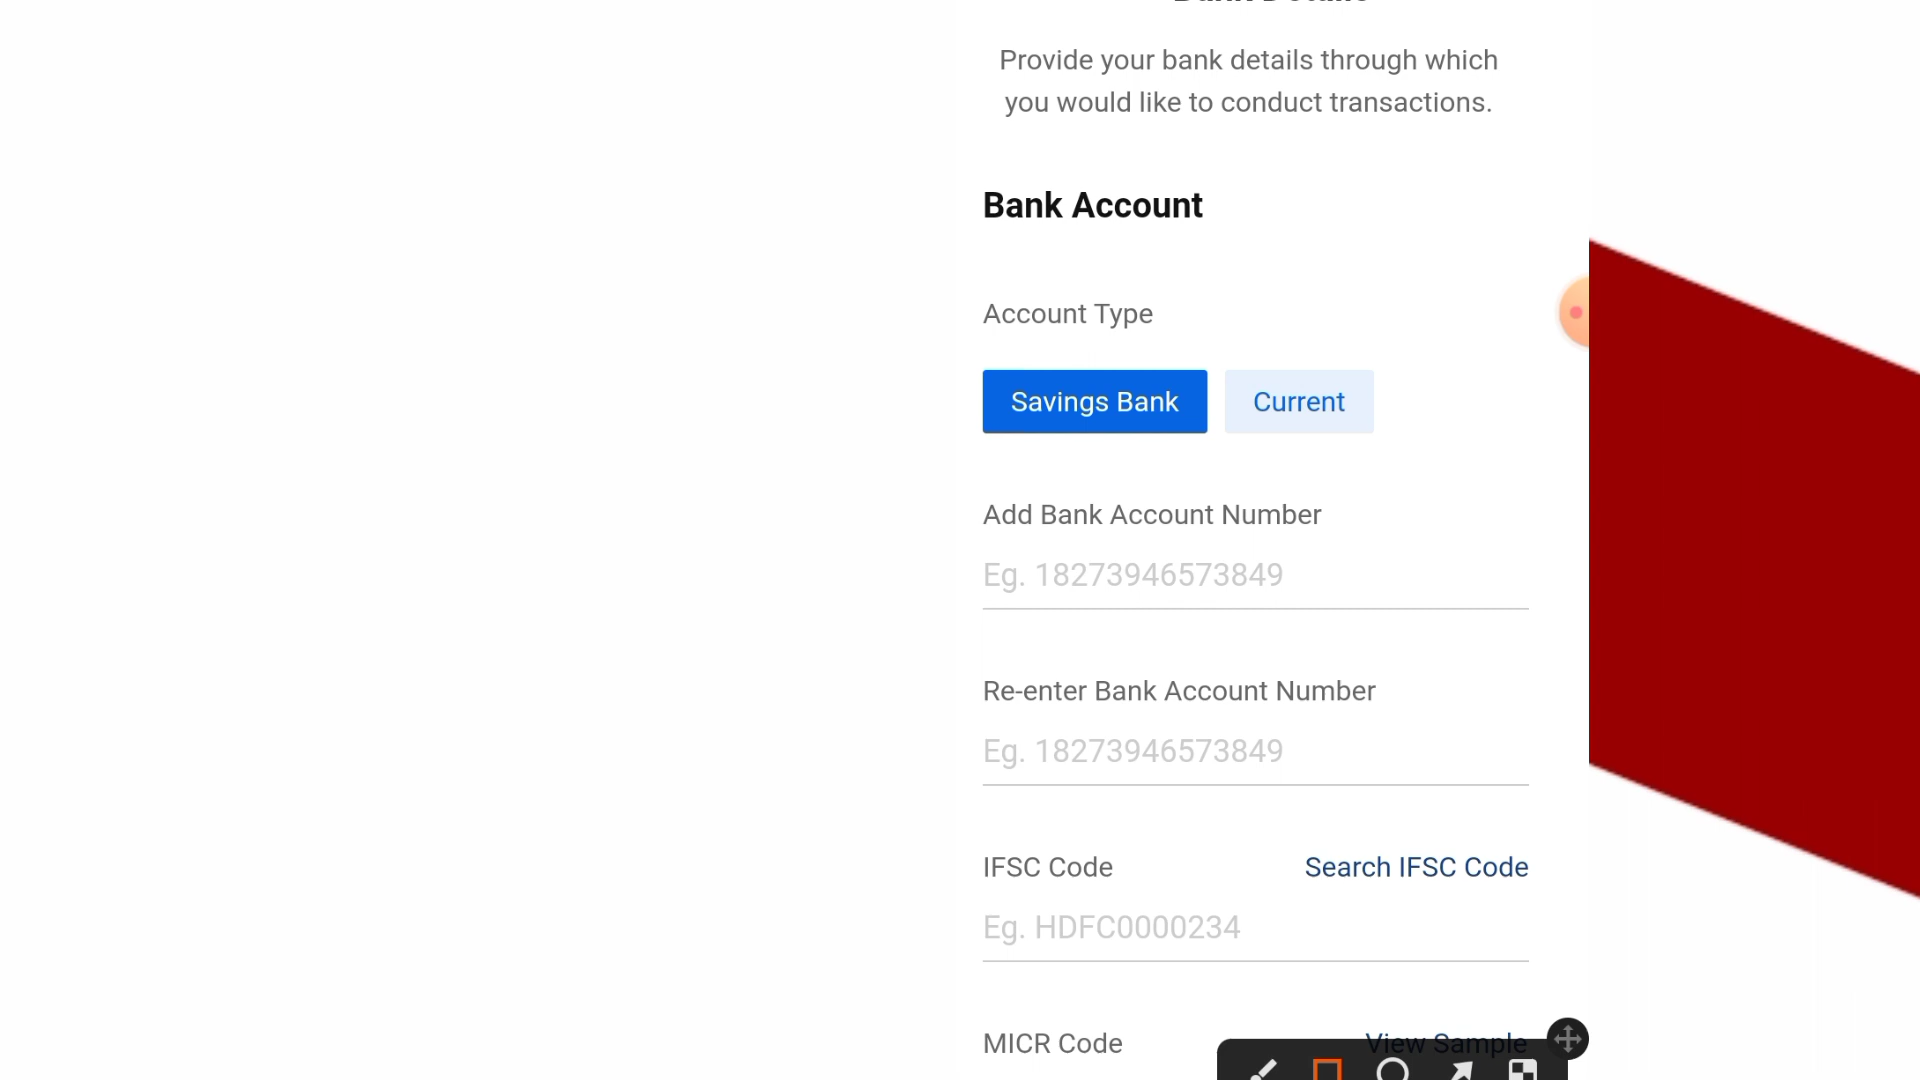 Bank Details
Provide your bank details through which
you would like to conduct transactions.
Bank Account
Account Type
Savings Bank Current
Add Bank Account Number
Eg. 18273946573849
Re-enter Bank Account Number
Eg. 18273946573849
IFSC Code Search IFSC Code
Eg. HDFC0000234
MICR Code View Sample